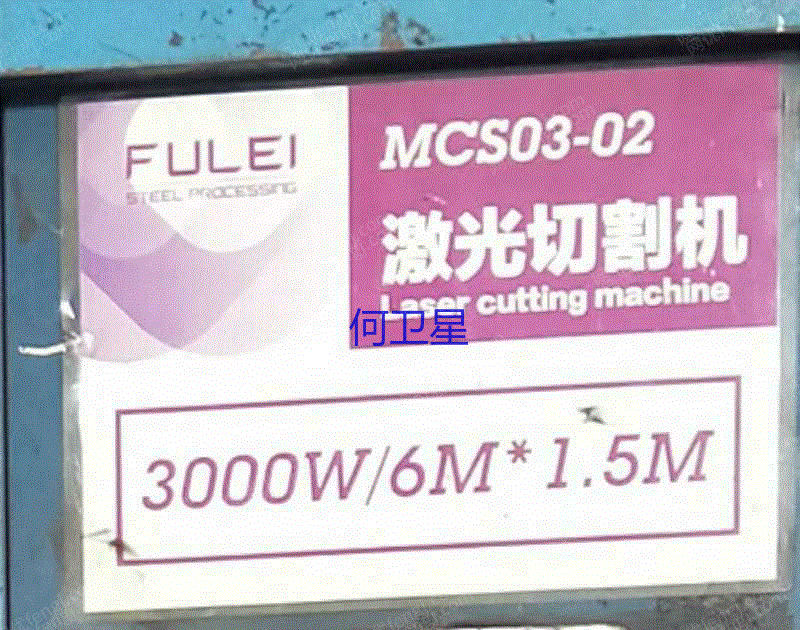 FULEI
STEEL PROCESSING
MCS03-02
激光切割机
Laser cutting machine
何卫星
3000W/6M*1.5M